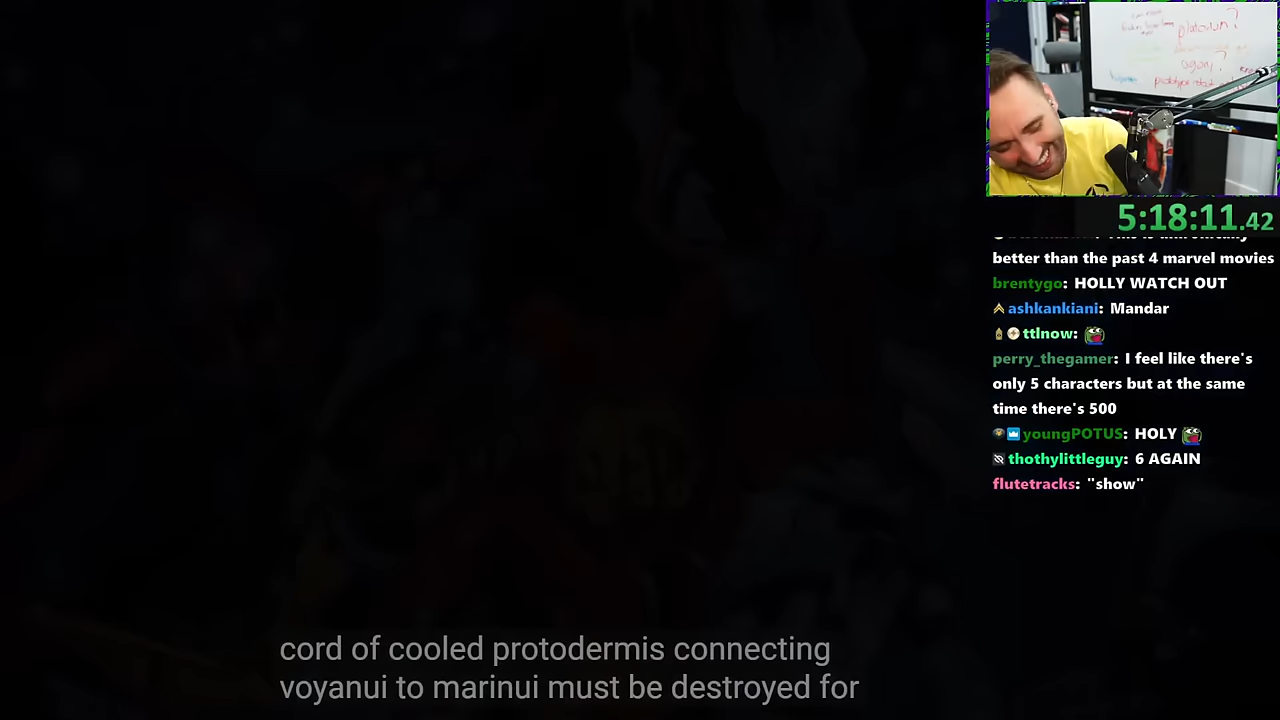 platonium?
agony?
5:18:11.42
better than the past 4 marvel movies
brentygo: HOLLY WATCH OUT
ashkankiani: Mandar
ttlnow:
perry_thegamer: I feel like there's
only 5 characters but at the same
time there's 500
youngPOTUS: HOLY
thothylittleguy: 6 AGAIN
flutetracks: "show"
cord of cooled protodermis connecting
voyanui to marinui must be destroyed for